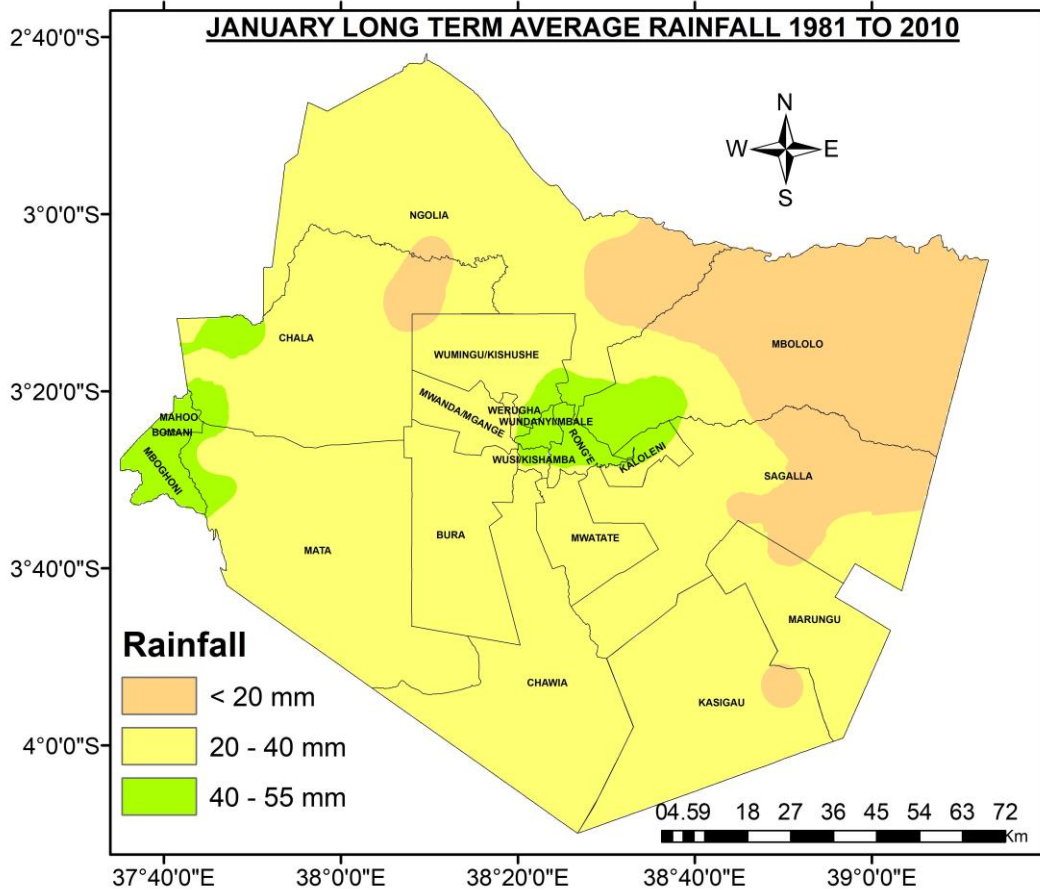 JANUARY LONG TERM AVERAGE RAINFALL 1981 TO 2010
2°40'0"S
3°0'0"S
3°20'0"S
3°40'0"S
4°0'0"S
N
W
E
S
NGOLIA
CHALA
MBOLOLO
WUMINGU/KISHUSHE
MWANDA/MGANGE
WERUGHA
WUNDANYI/MBALE
MAHOO
BOMANI
MBOGHONI
RONG'E
KALOLENI
WUSI/KISHAMBA
SAGALLA
BURA
MWATATE
MATA
MARUNGU
CHAWIA
KASIGAU
Rainfall
< 20 mm
20 - 40 mm
40 - 55 mm
04.59 18 27 36 45 54 63 72
Km
37°40'0"E 38°0'0"E 38°20'0"E 38°40'0"E 39°0'0"E